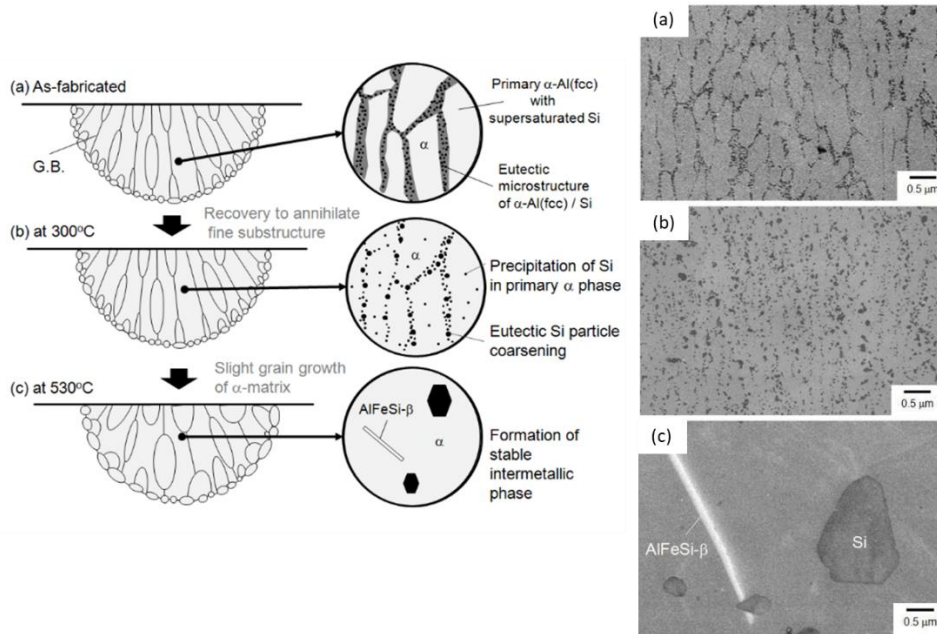 (a) As-fabricated
G.B.
Primary α-Al(fcc)
with
supersaturated Si
α
Eutectic
microstructure
of α-Al(fcc) / Si
Recovery to annihilate
fine substructure
(b) at 300oC
α
Precipitation of Si
in primary α phase
Eutectic Si particle
coarsening
Slight grain growth
of α-matrix
(c) at 530oC
AlFeSi-β
α
Formation of
stable
intermetallic
phase
(a)
0.5 μm
(b)
0.5 μm
(c)
AlFeSi-β
Si
0.5 μm